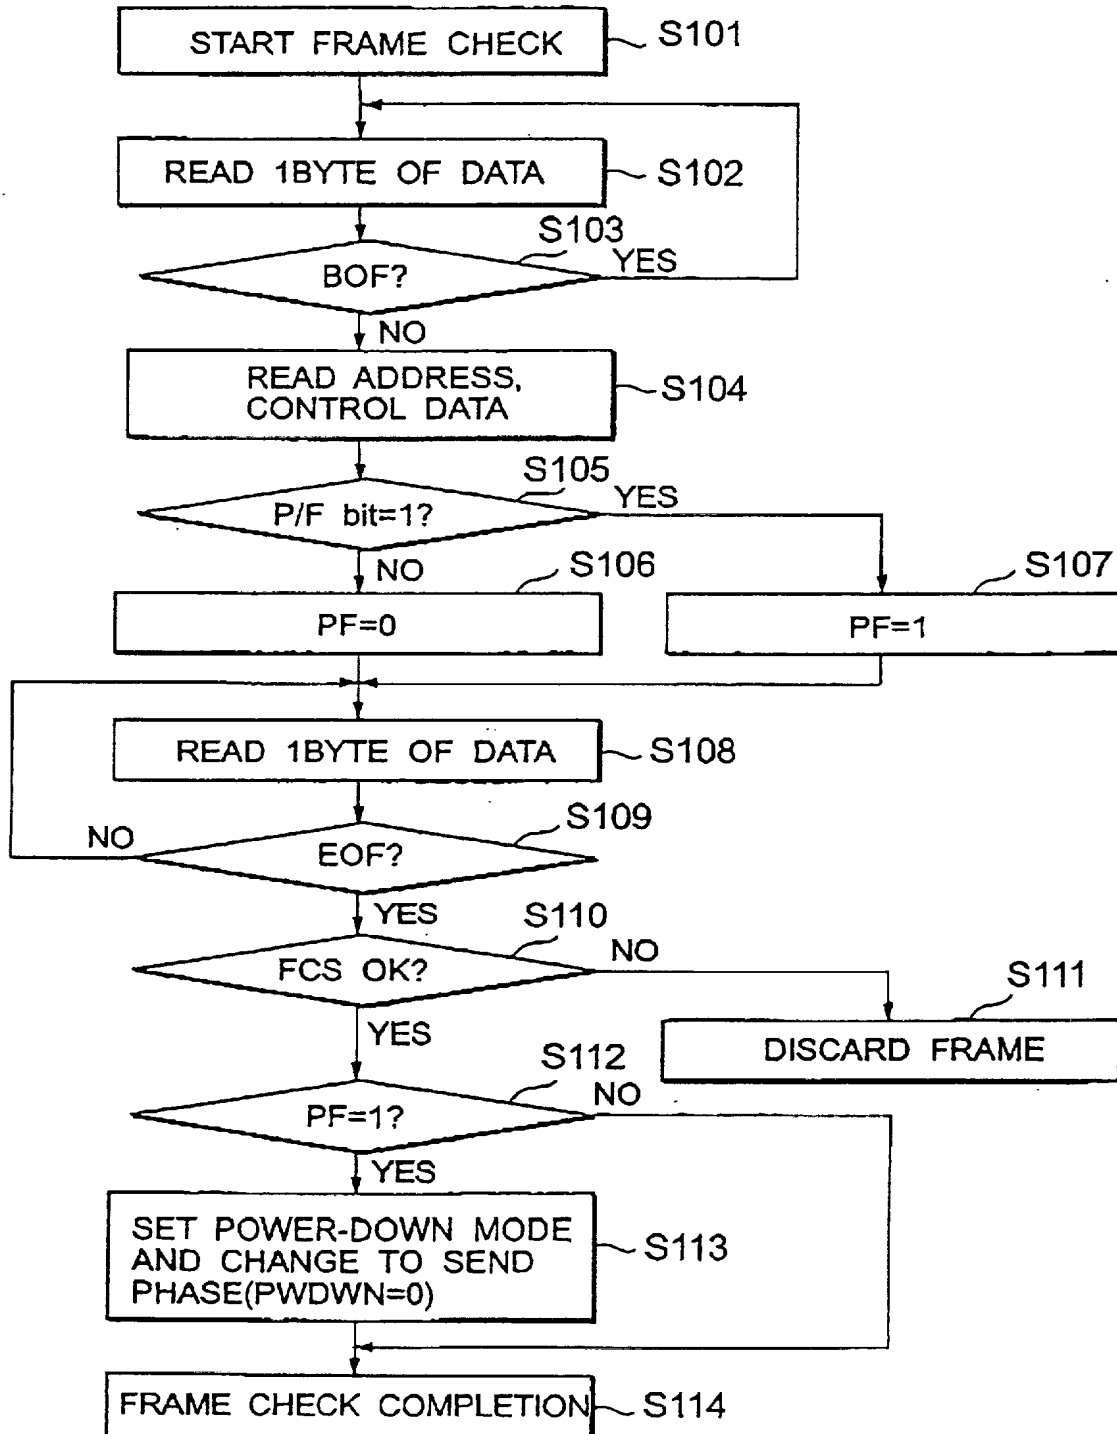 START FRAME CHECK
S101
READ 1BYTE OF DATA
S102
S103
BOF?
YES
NO
READ ADDRESS,
CONTROL DATA
S104
S105
P/F bit=1?
YES
NO
S106
S107
PF=0
PF=1
READ 1BYTE OF DATA
S108
S109
NO
EOF?
YES
S110
FCS OK?
NO
S111
YES
DISCARD FRAME
S112
PF=1?
NO
YES
SET POWER-DOWN MODE
AND CHANGE TO SEND
PHASE(PWDWN=0)
S113
FRAME CHECK COMPLETION
S114